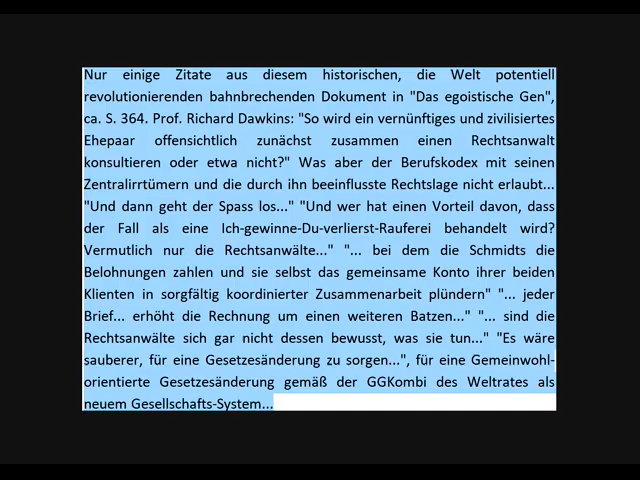 Nur einige Zitate aus diesem historischen, die Welt potentiell
revolutionierenden bahnbrechenden Dokument in "Das egoistische Gen",
ca. S. 364. Prof. Richard Dawkins: "So wird ein vernünftiges und zivilisiertes
Ehepaar offensichtlich zunächst zusammen einen Rechtsanwalt
konsultieren oder etwa nicht?" Was aber der Berufskodex mit seinen
Zentralirrtümern und die durch ihn beeinflusste Rechtslage nicht erlaubt...
"Und dann geht der Spass los..." "Und wer hat einen Vorteil davon, dass
der Fall als eine Ich-gewinne-Du-verlierst-Rauferei behandelt wird?
Vermutlich nur die Rechtsanwälte..." "... bei dem die Schmidts die
Belohnungen zahlen und sie selbst das gemeinsame Konto ihrer beiden
Klienten in sorgfältig koordinierter Zusammenarbeit plündern" "... jeder
Brief... erhöht die Rechnung um einen weiteren Batzen..." "... sind die
Rechtsanwälte sich gar nicht dessen bewusst, was sie tun..." "Es wäre
sauberer, für eine Gesetzesänderung zu sorgen...", für eine Gemeinwohl-
orientierte Gesetzesänderung gemäß der GGKombi des Weltrates als
neuem Gesellschafts-System...